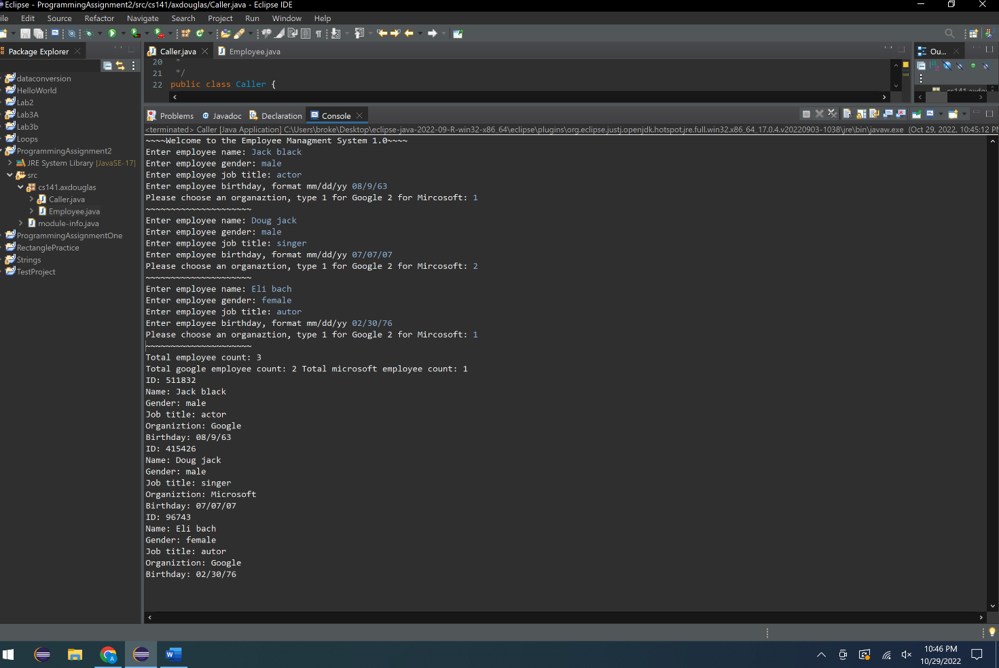 Eclipse - ProgrammingAssignment2/src/cs141/axdouglas/Caller.java - Eclipse IDE
ile Edit Source Refactor Navigate Search Project Run Window Help
Package Explorer
Caller.java Employee.java
Ou...
20 *
21 */
22 public class Caller {
dataconversion
HelloWorld
Lab2
Lab3A
Lab3b
Loops
ProgrammingAssignment2
JRE System Library [JavaSE-17]
src
cs141.axdouglas
Caller.java
Employee.java
module-info.java
ProgrammingAssignmentOne
RectanglePractice
Strings
TestProject
Problems @ Javadoc Declaration Console
<terminated> Caller [Java Application] C:\Users\broke\Desktop\eclipse-java-2022-09-R-win32-x86_64\eclipse\plugins\org.eclipse.justj.openjdk.hotspot.jre.full.win32.x86_64_17.0.4.v20220903-1038\jre\bin\javaw.exe (Oct 29, 2022, 10:45:12 PM
~~~~Welcome to the Employee Managment System 1.0~~~~
Enter employee name: Jack black
Enter employee gender: male
Enter employee job title: actor
Enter employee birthday, format mm/dd/yy 08/9/63
Please choose an organaztion, type 1 for Google 2 for Mircosoft: 1
~~~~~~~~~~~~~~~~~~~~~
Enter employee name: Doug jack
Enter employee gender: male
Enter employee job title: singer
Enter employee birthday, format mm/dd/yy 07/07/07
Please choose an organaztion, type 1 for Google 2 for Mircosoft: 2
~~~~~~~~~~~~~~~~~~~~~
Enter employee name: Eli bach
Enter employee gender: female
Enter employee job title: autor
Enter employee birthday, format mm/dd/yy 02/30/76
Please choose an organaztion, type 1 for Google 2 for Mircosoft: 1
~~~~~~~~~~~~~~~~~~~~~
Total employee count: 3
Total google employee count: 2 Total microsoft employee count: 1
ID: 511832
Name: Jack black
Gender: male
Job title: actor
Organiztion: Google
Birthday: 08/9/63
ID: 415426
Name: Doug jack
Gender: male
Job title: singer
Organiztion: Microsoft
Birthday: 07/07/07
ID: 96743
Name: Eli bach
Gender: female
Job title: autor
Organiztion: Google
Birthday: 02/30/76
10:46 PM
10/29/2022